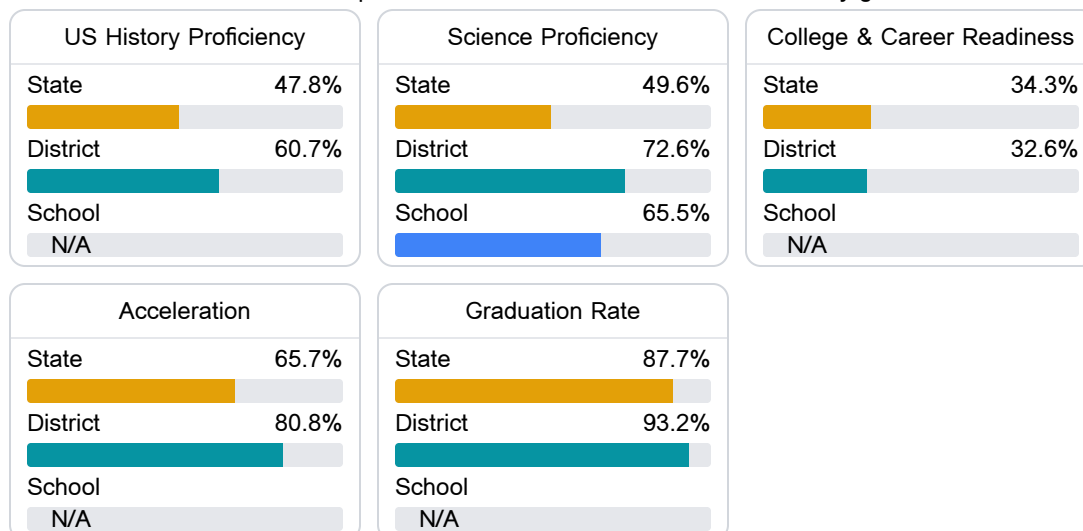 US History Proficiency
State 47.8%
District 60.7%
School
N/A
Science Proficiency
State 49.6%
District 72.6%
School 65.5%
College & Career Readiness
State 34.3%
District 32.6%
School
N/A
Acceleration
State 65.7%
District 80.8%
School
N/A
Graduation Rate
State 87.7%
District 93.2%
School
N/A